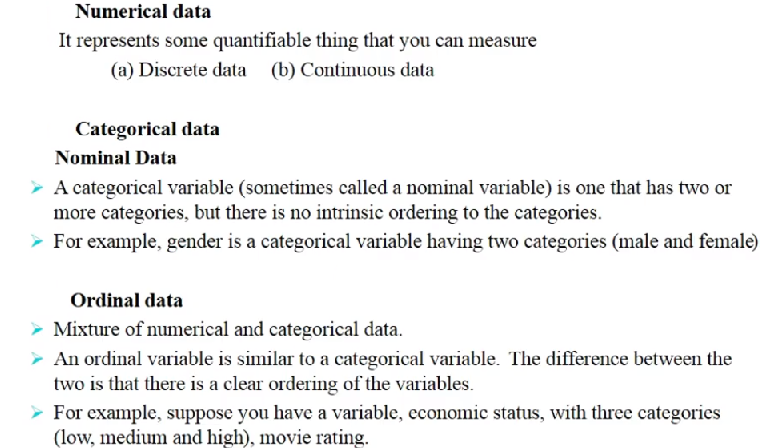 Numerical data
It represents some quantifiable thing that you can measure
(a) Discrete data (b) Continuous data
Categorical data
Nominal Data
➢ A categorical variable (sometimes called a nominal variable) is one that has two or
more categories, but there is no intrinsic ordering to the categories.
➢ For example, gender is a categorical variable having two categories (male and female)
Ordinal data
➢ Mixture of numerical and categorical data.
➢ An ordinal variable is similar to a categorical variable. The difference between the
two is that there is a clear ordering of the variables.
➢ For example, suppose you have a variable, economic status, with three categories
(low, medium and high), movie rating.